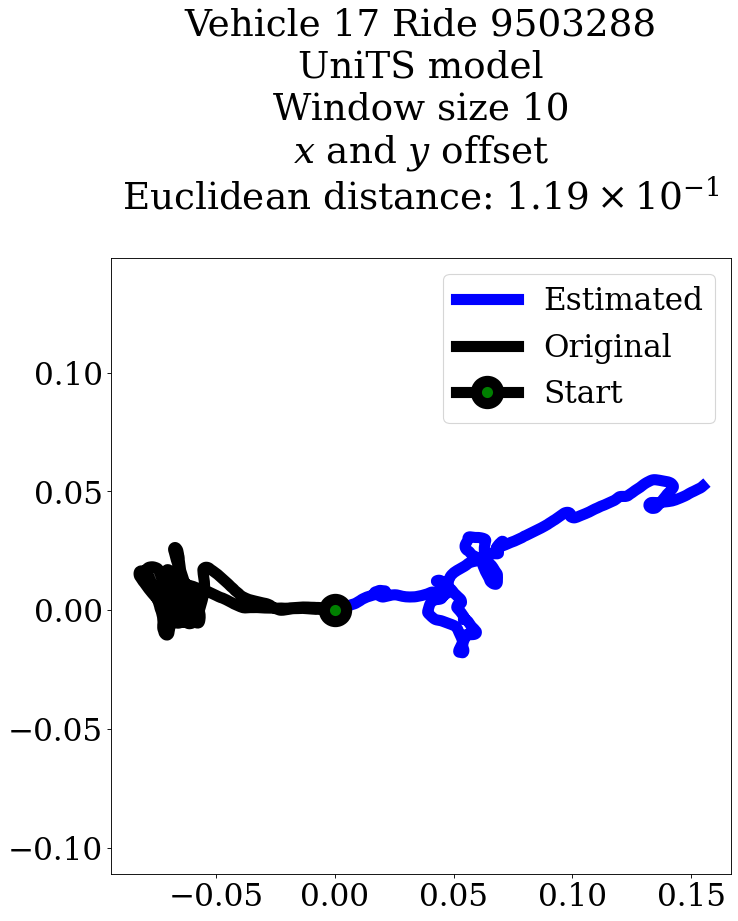 Vehicle 17 Ride 9503288
UniTS model
Window size 10
x and y offset
Euclidean distance: 1.19 × 10⁻¹
Estimated
Original
Start
0.10
0.05
0.00
−0.05
−0.10
−0.05 0.00 0.05 0.10 0.15